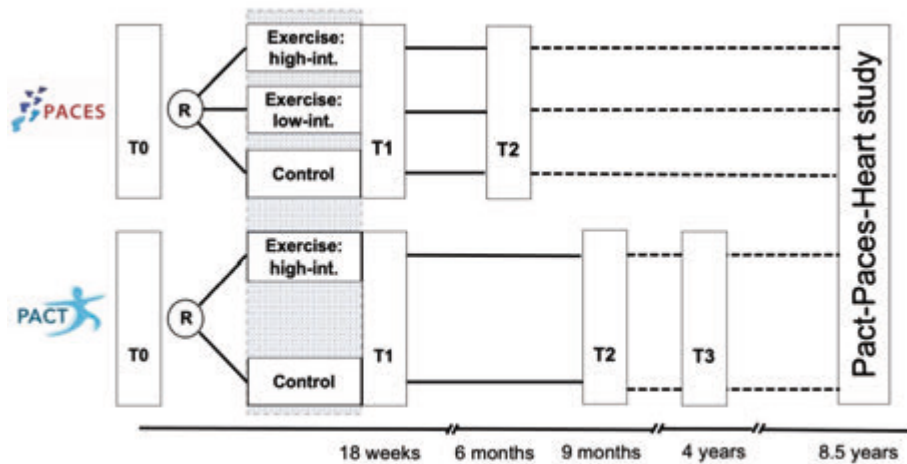 PACES
T0
R
Exercise:
high-int.
Exercise:
low-int.
Control
T1
T2
PACT
T0
R
Exercise:
high-int.
Control
T1
T2
T3
Pact-Paces-Heart study
18 weeks
6 months
9 months
4 years
8.5 years